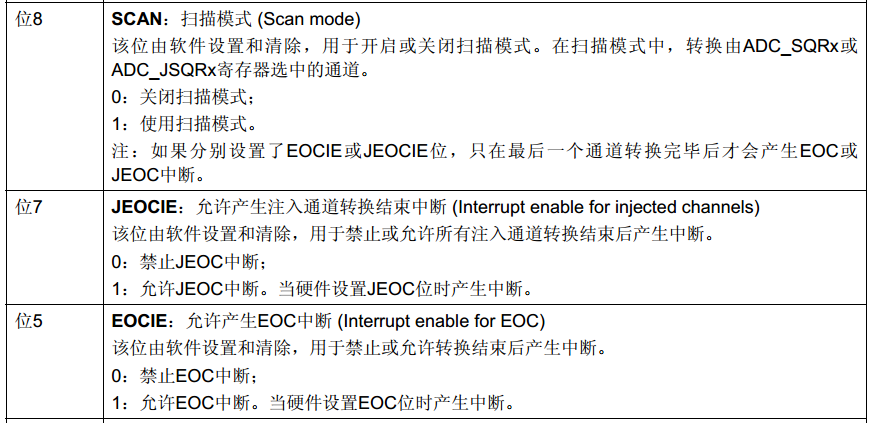 位8
SCAN：扫描模式 (Scan mode)
该位由软件设置和清除，用于开启或关闭扫描模式。在扫描模式中，转换由ADC_SQRx或
ADC_JSQRx寄存器选中的通道。
0：关闭扫描模式；
1：使用扫描模式。
注：如果分别设置了EOCIE或JEOCIE位，只在最后一个通道转换完毕后才会产生EOC或
JEOC中断。
位7
JEOCIE：允许产生注入通道转换结束中断 (Interrupt enable for injected channels)
该位由软件设置和清除，用于禁止或允许所有注入通道转换结束后产生中断。
0：禁止JEOC中断；
1：允许JEOC中断。当硬件设置JEOC位时产生中断。
位5
EOCIE：允许产生EOC中断 (Interrupt enable for EOC)
该位由软件设置和清除，用于禁止或允许转换结束后产生中断。
0：禁止EOC中断；
1：允许EOC中断。当硬件设置EOC位时产生中断。